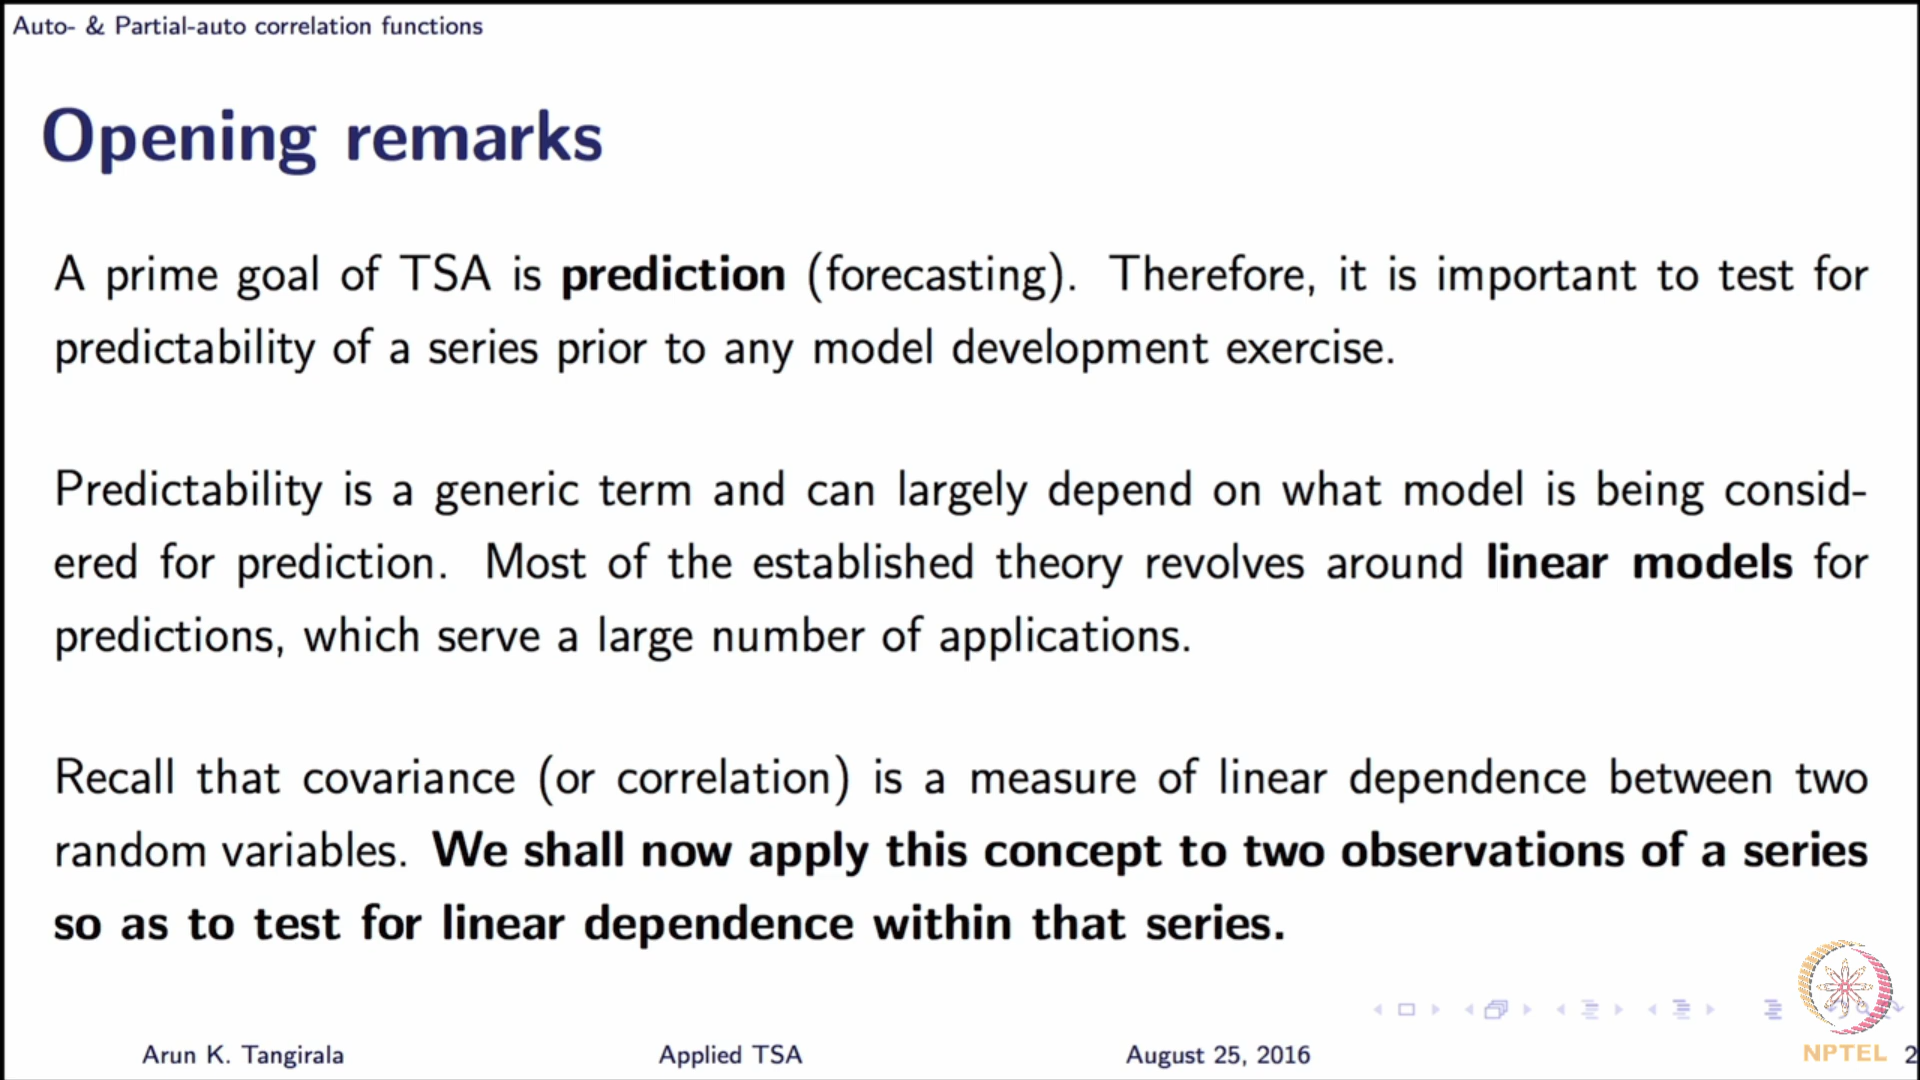 Auto- & Partial-auto correlation functions
Opening remarks
A prime goal of TSA is prediction (forecasting). Therefore, it is important to test for
predictability of a series prior to any model development exercise.
Predictability is a generic term and can largely depend on what model is being consid-
ered for prediction. Most of the established theory revolves around linear models for
predictions, which serve a large number of applications.
Recall that covariance (or correlation) is a measure of linear dependence between two
random variables. We shall now apply this concept to two observations of a series
so as to test for linear dependence within that series.
Arun K. Tangirala Applied TSA August 25, 2016 2
NPTEL